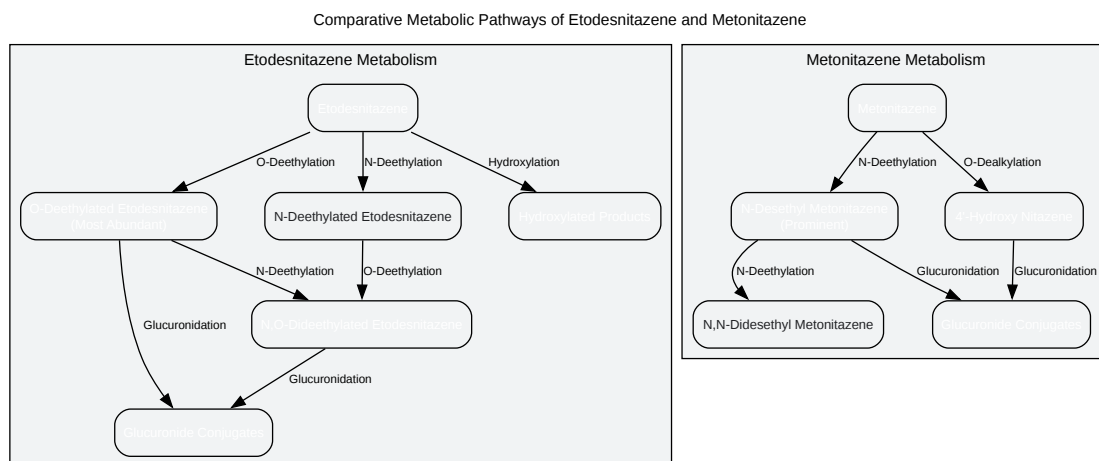 Comparative Metabolic Pathways of Etodesnitazene and Metonitazene
Etodesnitazene Metabolism
Etodesnitazene
O-Deethylation
N-Deethylation
Hydroxylation
O-Deethylated Etodesnitazene
(Most Abundant)
N-Deethylated Etodesnitazene
Hydroxylated Products
N-Deethylation
O-Deethylation
Glucuronidation
N,O-Dideethylated Etodesnitazene
Glucuronidation
Glucuronide Conjugates
Metonitazene Metabolism
Metonitazene
N-Deethylation
O-Dealkylation
N-Desethyl Metonitazene
(Prominent)
4'-Hydroxy Nitazene
N-Deethylation
Glucuronidation
Glucuronidation
N,N-Didesethyl Metonitazene
Glucuronide Conjugates